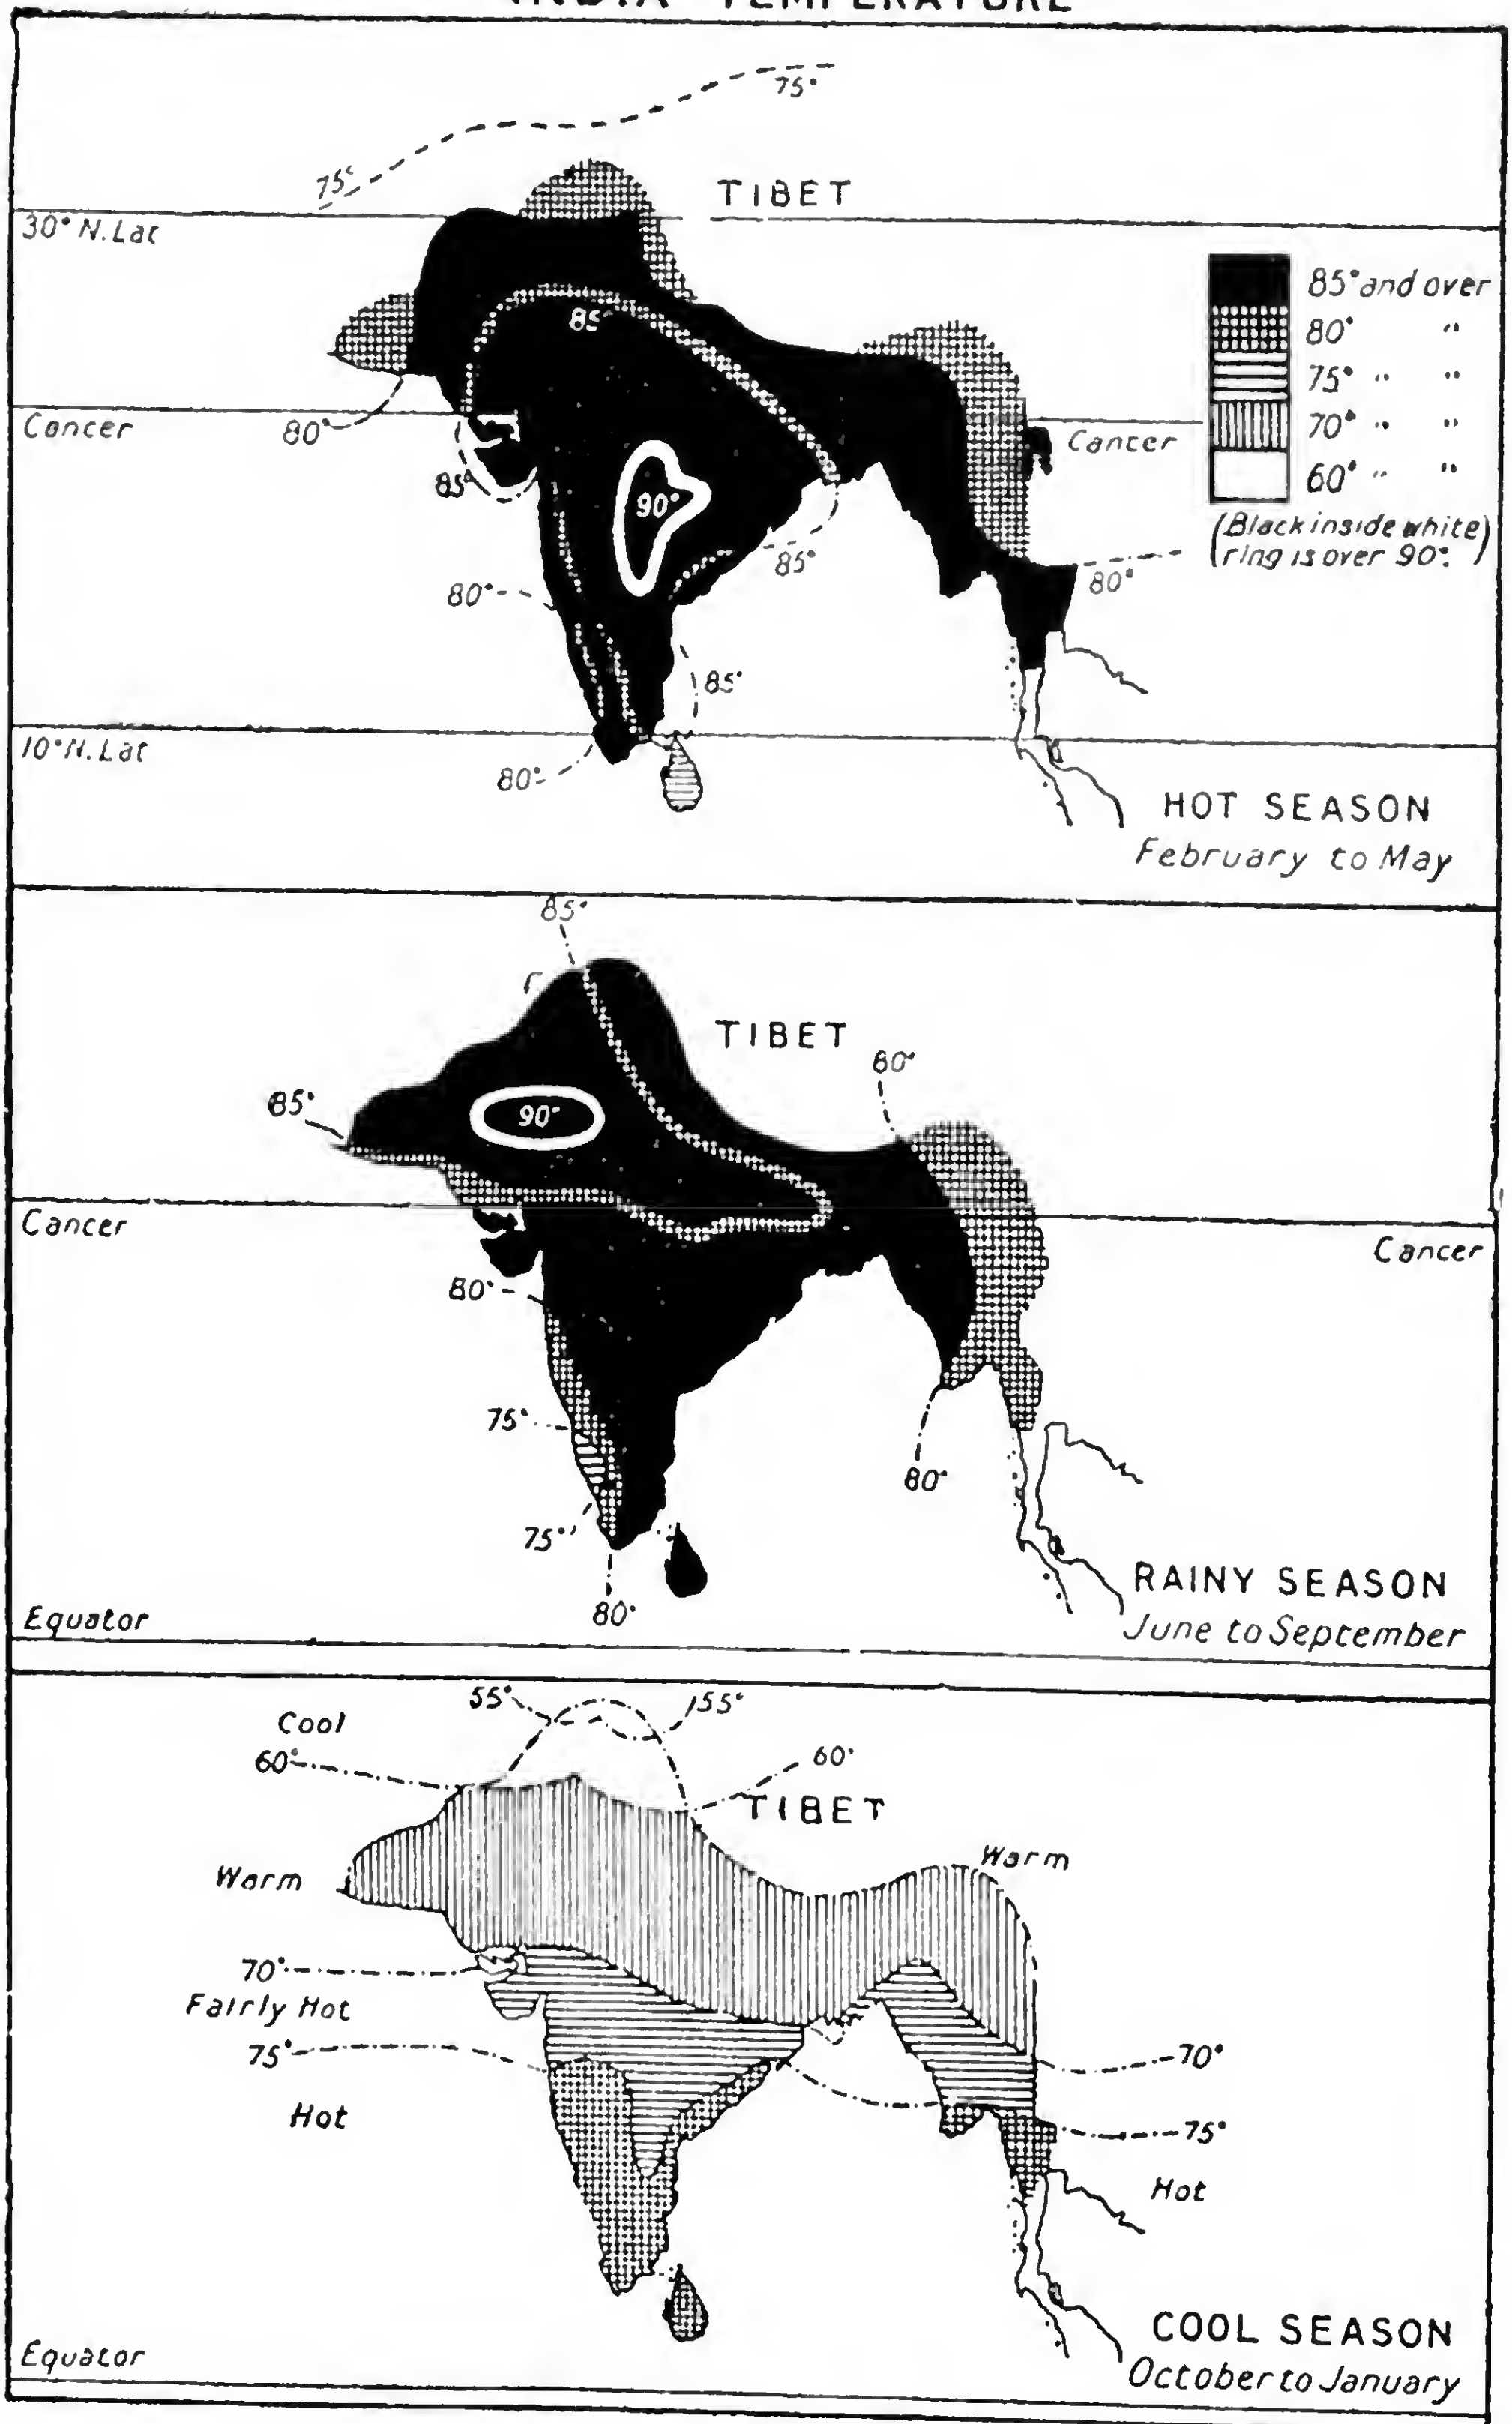 INDIA TEMPERATURE
75°
75°
TIBET
30° N. Lat
85° and over
80° "
75° " "
70° " "
60° " "
(Black inside white)
(ring is over 90°.)
85°
Cancer
80°
Cancer
85°
90°
85°
80°
80°
85°
10° N. Lat
80°
HOT SEASON
February to May
85°
TIBET
60°
85°
90°
Cancer
Cancer
80°
75°
80°
75°
80°
RAINY SEASON
June to September
Equator
55°
55°
Cool
60°
60°
TIBET
Warm
Warm
70°
Fairly Hot
75°
70°
Hot
75°
Hot
COOL SEASON
October to January
Equator